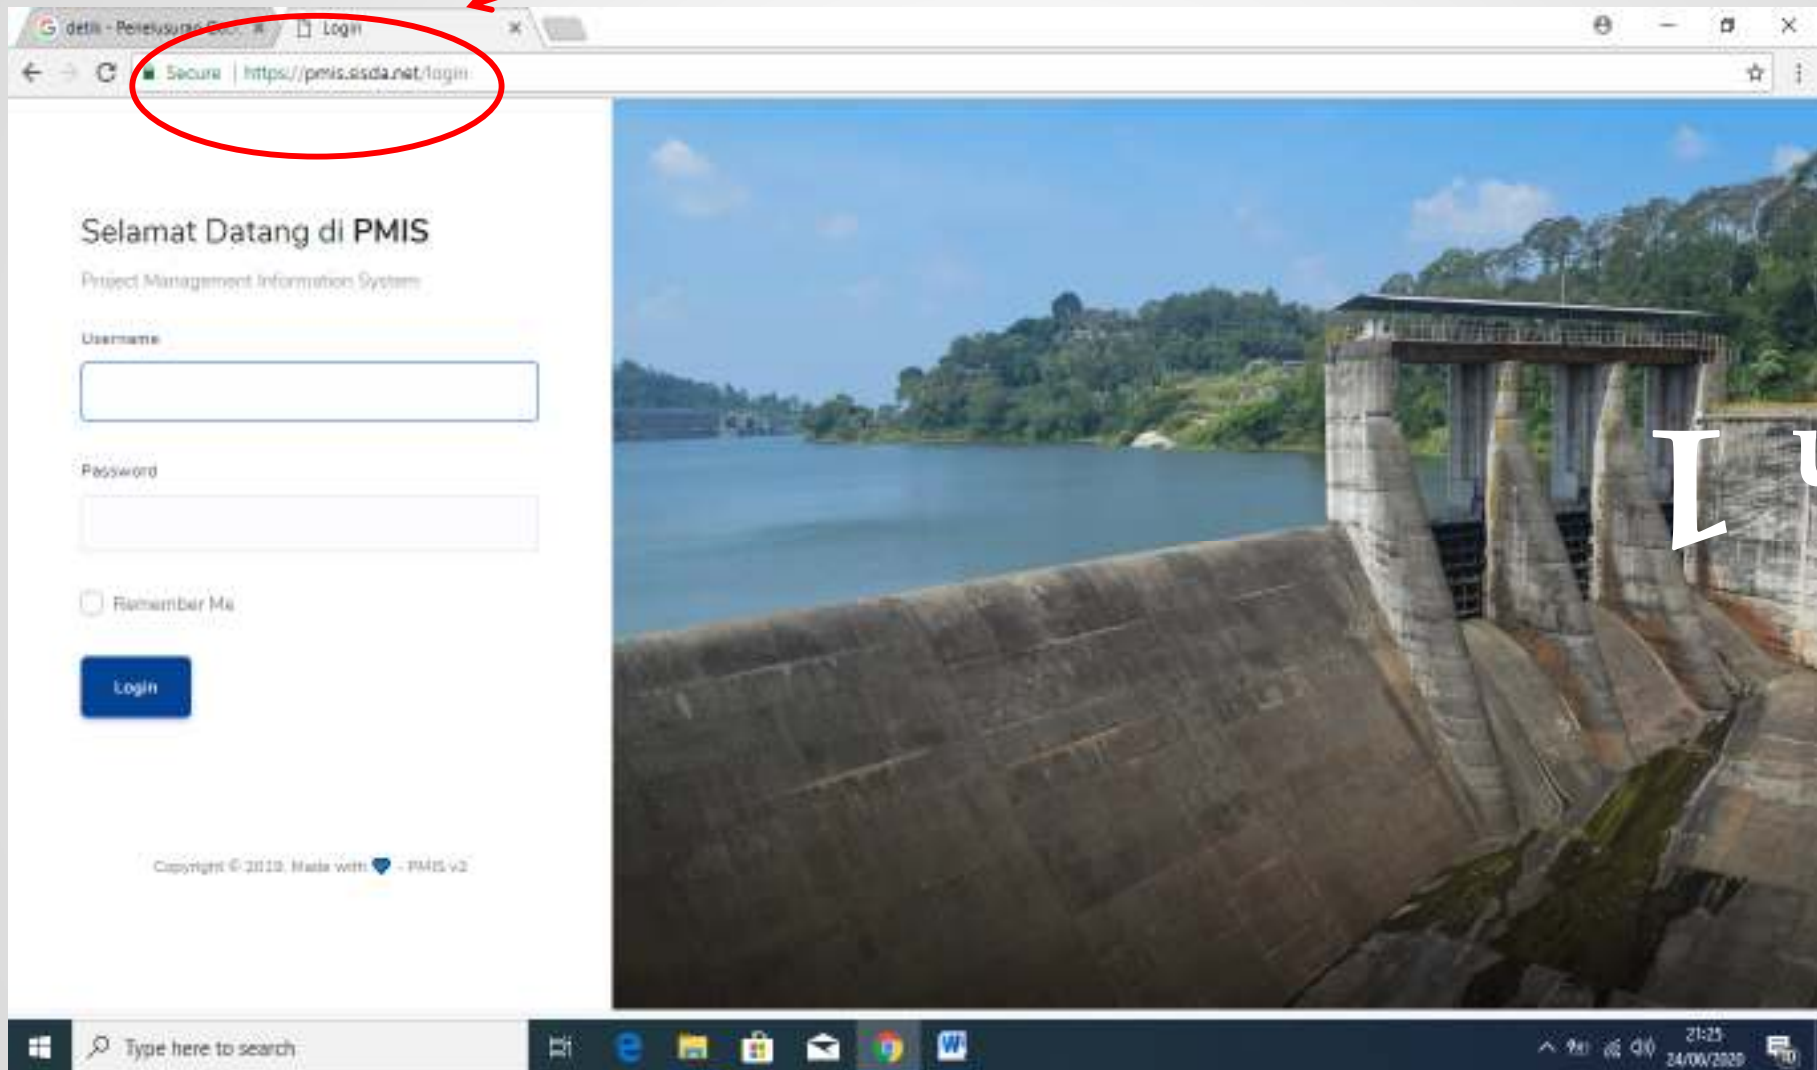 detik - Penelusuran Goo
Login
Secure | https://pmis.sisda.net/login
Selamat Datang di PMIS
Project Management Information System
Username
Password
Remember Me
Login
Copyright © 2019. Made with - PMIS v2
Type here to search
21:25
24/06/2020